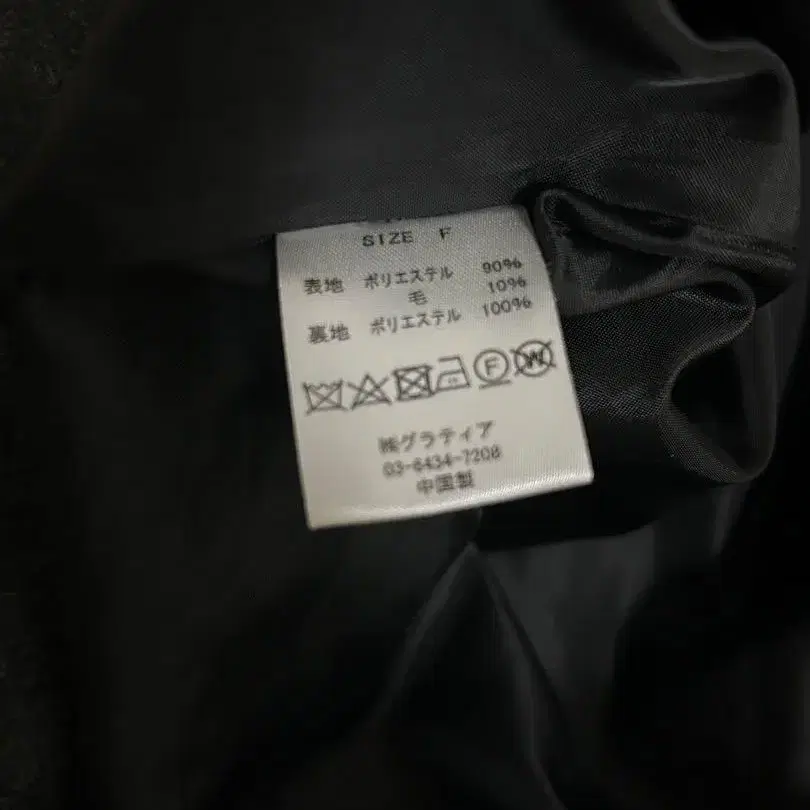 SIZE F
表地 ポリエステル 90%
毛 10%
裏地 ポリエステル 100%
F W
㈱グラティア
03-6434-7208
中国製